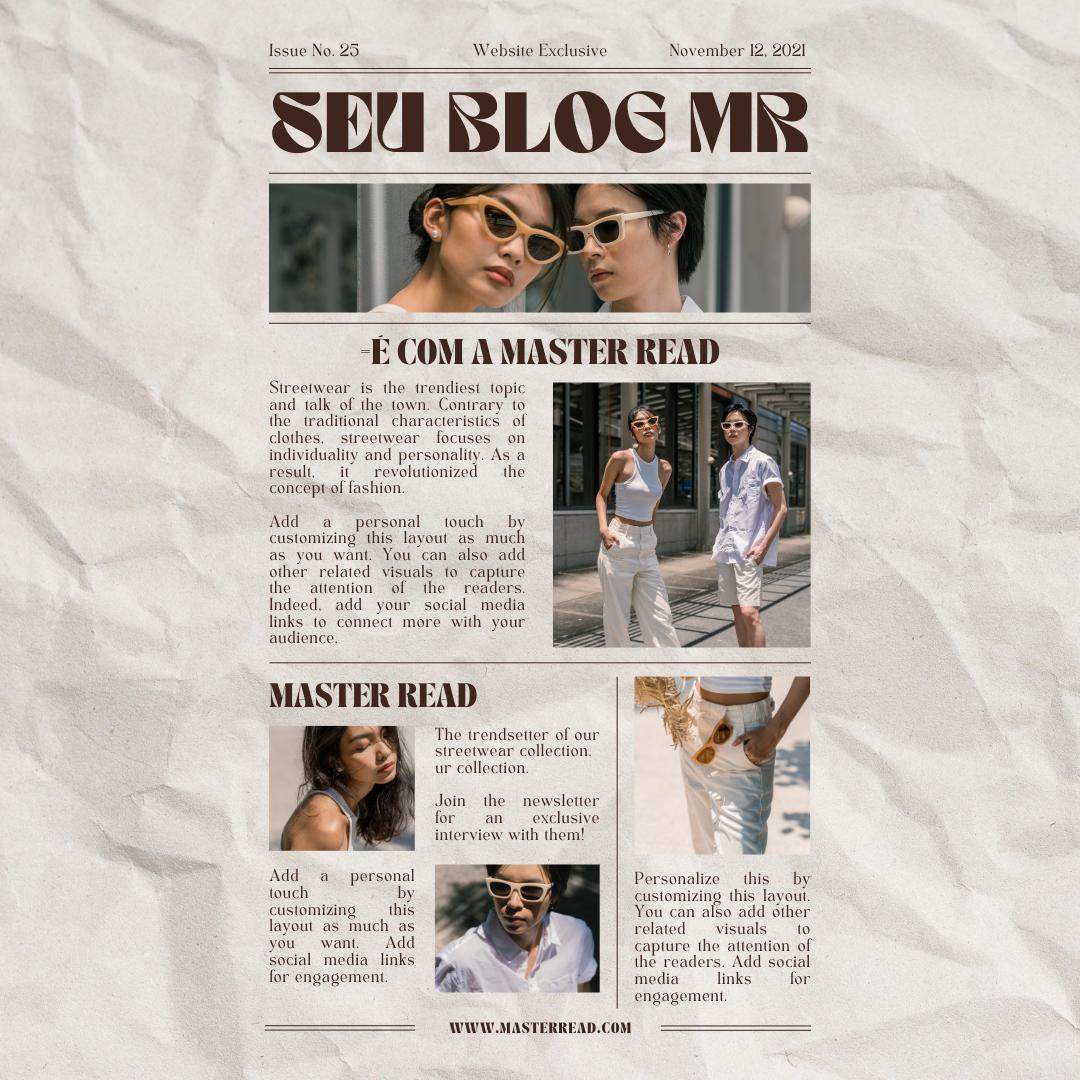 Issue No. 25
Website Exclusive
November 12, 2021
SEU BLOG MR
=É COM A MASTER READ
Streetwear is the trendiest topic
and talk of the town. Contrary to
the traditional characteristics of
clothes, streetwear focuses on
individuality and personality. As a
result, it revolutionized the
concept of fashion.
Add a personal touch by
customizing this layout as much
as you want. You can also add
other related visuals to capture
the attention of the readers.
Indeed, add your social media
links to connect more with your
audience.
MASTER READ
The trendsetter of our
streetwear collection.
ur collection.
Join the newsletter
for an exclusive
interview with them!
Add a personal
touch by
customizing this
layout as much as
you want. Add
social media links
for engagement.
Personalize this by
customizing this layout.
You can also add other
related visuals to
capture the attention of
the readers. Add social
media links for
engagement.
WWW.MASTERREAD.COM